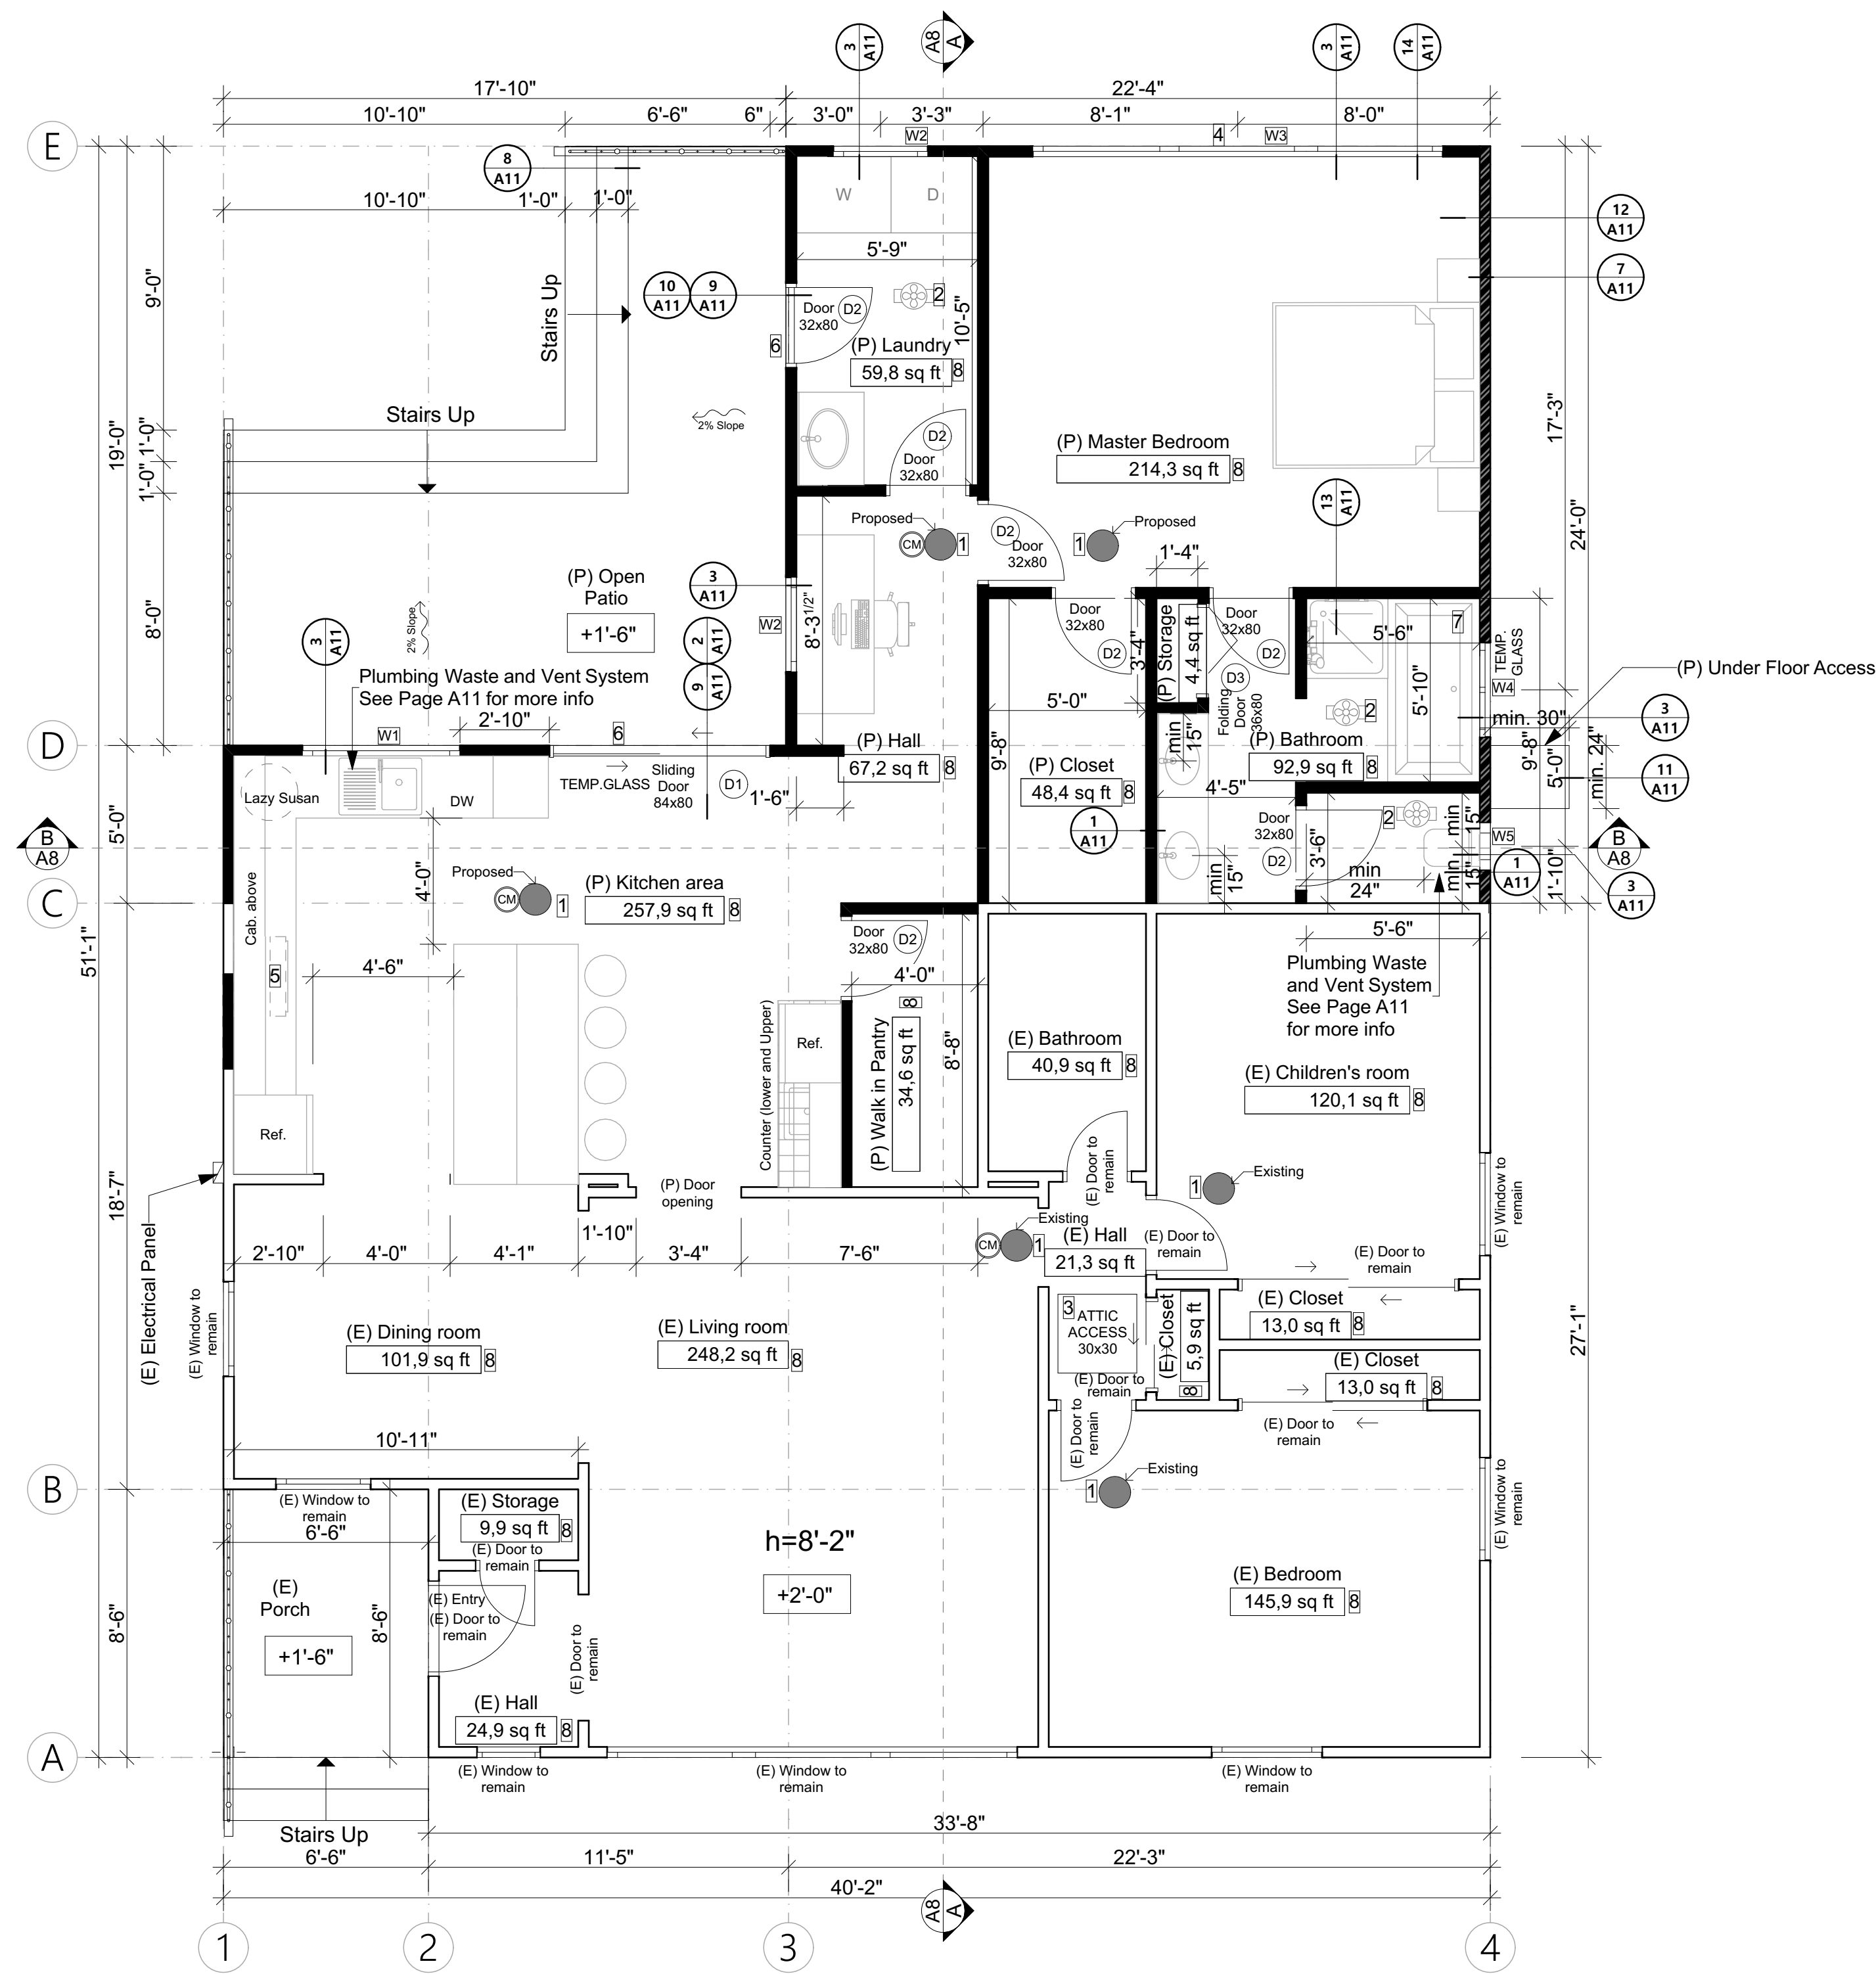 3
A11
A8
A
3
A11
14
A11
17'-10"
22'-4"
10'-10"
6'-6"
6"
3'-0"
3'-3"
8'-1"
8'-0"
W2
4
W3
E
8
A11
10'-10"
1'-0"
1'-0"
W
D
5'-9"
12
A11
7
A11
9'-0"
Stairs Up
10
A11
9
A11
Door
32x80
D2
2
10'-5"
6
(P) Laundry
59,8 sq ft
8
17'-3"
Stairs Up
2% Slope
D2
Door
32x80
(P) Master Bedroom
214,3 sq ft
8
19'-0"
1'-0"
1'-0"
24'-0"
13
A11
Proposed
CM
1
D2
Door
32x80
1
Proposed
1'-4"
(P) Open
Patio
+1'-6"
3
A11
8'-3 1/2"
W2
2
A11
9
A11
8'-0"
3
A11
2% Slope
Plumbing Waste and Vent System
See Page A11 for more info
2'-10"
Door
32x80
D2
3'-4"
(P) Storage
4,4 sq ft
Door
32x80
D2
D3
Folding
Door
36x80
5'-6"
7
TEMP.
GLASS
W4
(P) Under Floor Access
5'-10"
2
min. 30"
3
A11
D
W1
6
5'-0"
min
15"
(P) Bathroom
92,9 sq ft
8
(P) Hall
67,2 sq ft
8
9'-8"
(P) Closet
48,4 sq ft
8
9'-8"
5'-0"
min. 24"
11
A11
Lazy Susan
DW
TEMP.GLASS
Sliding
Door
84x80
D1
1'-6"
4'-5"
1
A11
Door
32x80
D2
2
3'-6"
min
15"
W5
B
A8
5'-0"
B
A8
min
24"
min
15"
min
15"
1
A11
1'-10"
3
A11
C
Cab. above
4'-0"
Proposed
CM
1
(P) Kitchen area
257,9 sq ft
8
51'-1"
Door
32x80
D2
4'-0"
5'-6"
Plumbing Waste
and Vent System
See Page A11
for more info
5
4'-6"
8
Counter (lower and Upper)
Ref.
(P) Walk in Pantry
34,6 sq ft
8'-8"
(E) Bathroom
40,9 sq ft
8
(E) Children's room
120,1 sq ft
8
Ref.
18'-7"
(E) Electrical Panel
(P) Door
opening
(E) Door to
remain
1
Existing
(E) Window to
remain
Existing
CM
1
(E) Hall
21,3 sq ft
(E) Door to
remain
(E) Door to
remain
2'-10"
4'-0"
4'-1"
1'-10"
3'-4"
7'-6"
(E) Window to
remain
3
ATTIC
ACCESS
30x30
(E) Closet
5,9 sq ft
8
(E) Closet
13,0 sq ft
8
27'-1"
(E) Dining room
101,9 sq ft
8
(E) Living room
248,2 sq ft
8
(E) Closet
13,0 sq ft
8
(E) Door to
remain
(E) Door to
remain
(E) Door to
remain
10'-11"
1
Existing
B
(E) Window to
remain
6'-6"
(E) Storage
9,9 sq ft
8
(E) Door to
remain
(E) Window to
remain
h=8'-2"
+2'-0"
(E) Bedroom
145,9 sq ft
8
(E)
Porch
+1'-6"
8'-6"
8'-6"
(E) Entry
(E) Door to
remain
(E) Door to
remain
(E) Hall
24,9 sq ft
8
A
(E) Window to
remain
(E) Window to
remain
(E) Window to
remain
Stairs Up
33'-8"
6'-6"
11'-5"
22'-3"
40'-2"
A8
A
1
2
3
4